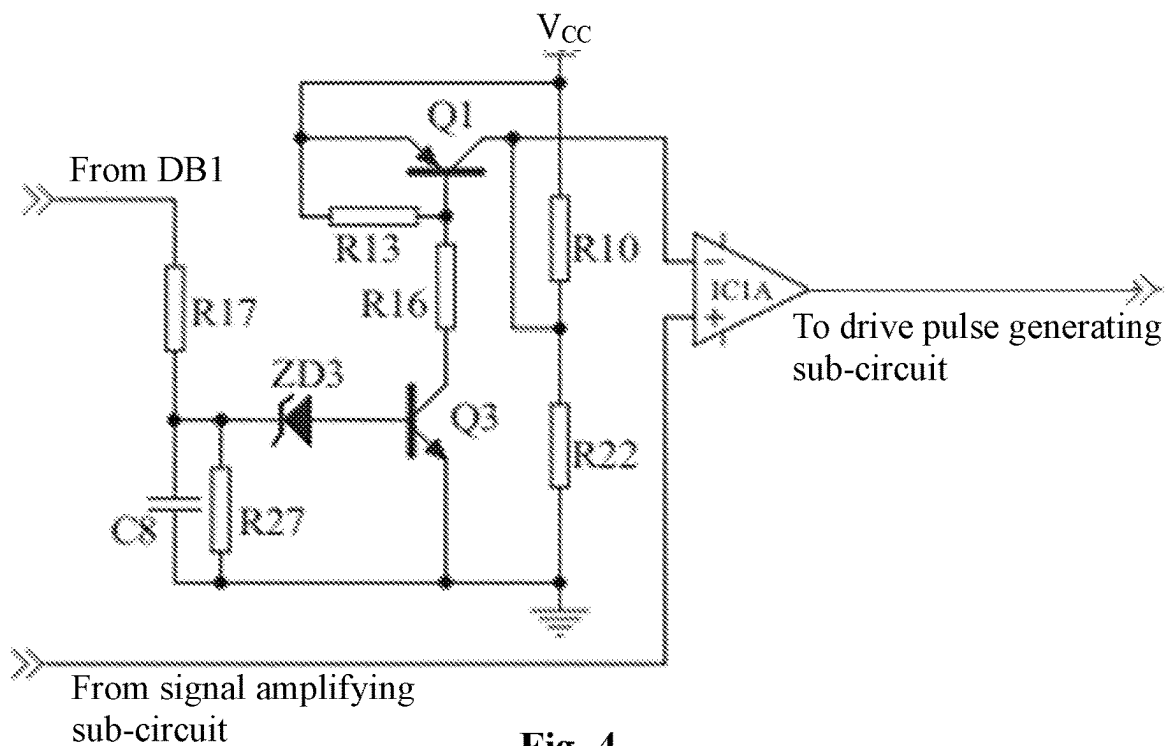 VCC
Q1
From DB1
R13
R10
R16
R17
IC1A
−
+
To drive pulse generating
sub-circuit
ZD3
Q3
R22
C8
R27
From signal amplifying
sub-circuit
Fig. 4